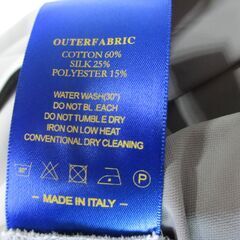 OUTERFABRIC
COTTON 60%
SILK 25%
POLYESTER 15%
WATER WASH(30°)
DO NOT BL.EACH
DO NOT TUMBLE DRY
IRON ON LOW HEAT
CONVENTIONAL DRY CLEANING
30°
P
MADE IN ITALY